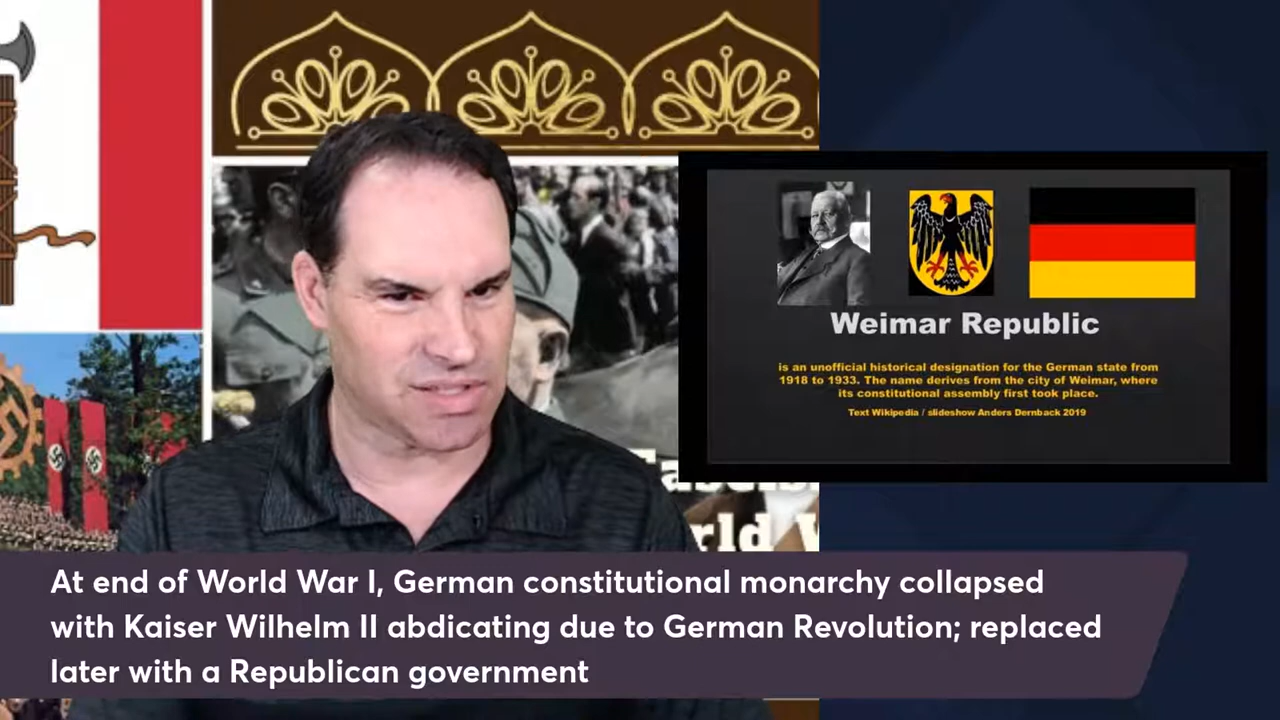 Weimar Republic
is an unofficial historical designation for the German state from
1918 to 1933. The name derives from the city of Weimar, where
its constitutional assembly first took place.
Text Wikipedia / slideshow Anders Dernback 2019
At end of World War I, German constitutional monarchy collapsed
with Kaiser Wilhelm II abdicating due to German Revolution; replaced
later with a Republican government